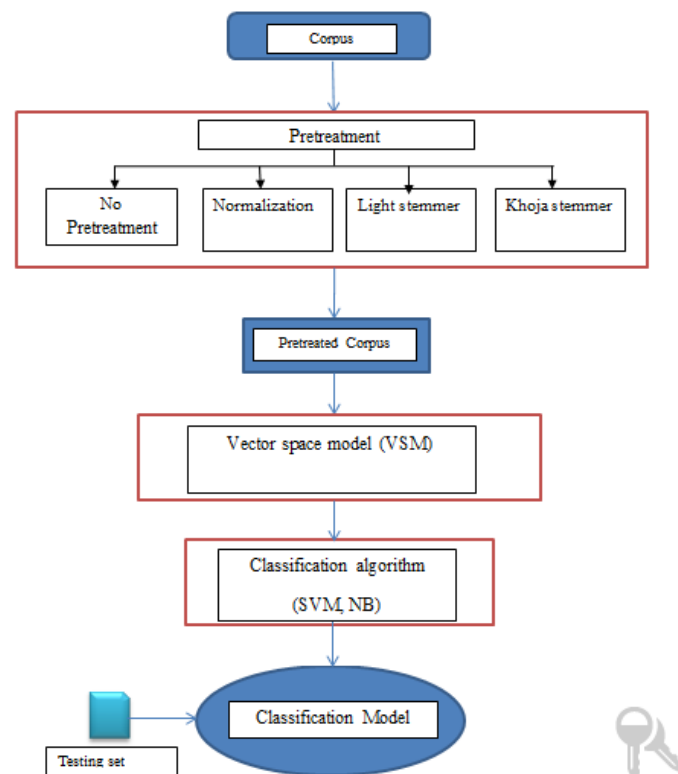 Corpus
Pretreatment
No
Pretreatment
Normalization
Light stemmer
Khoja stemmer
Pretreated Corpus
Vector space model (VSM)
Classification algorithm
(SVM, NB)
Classification Model
Testing set